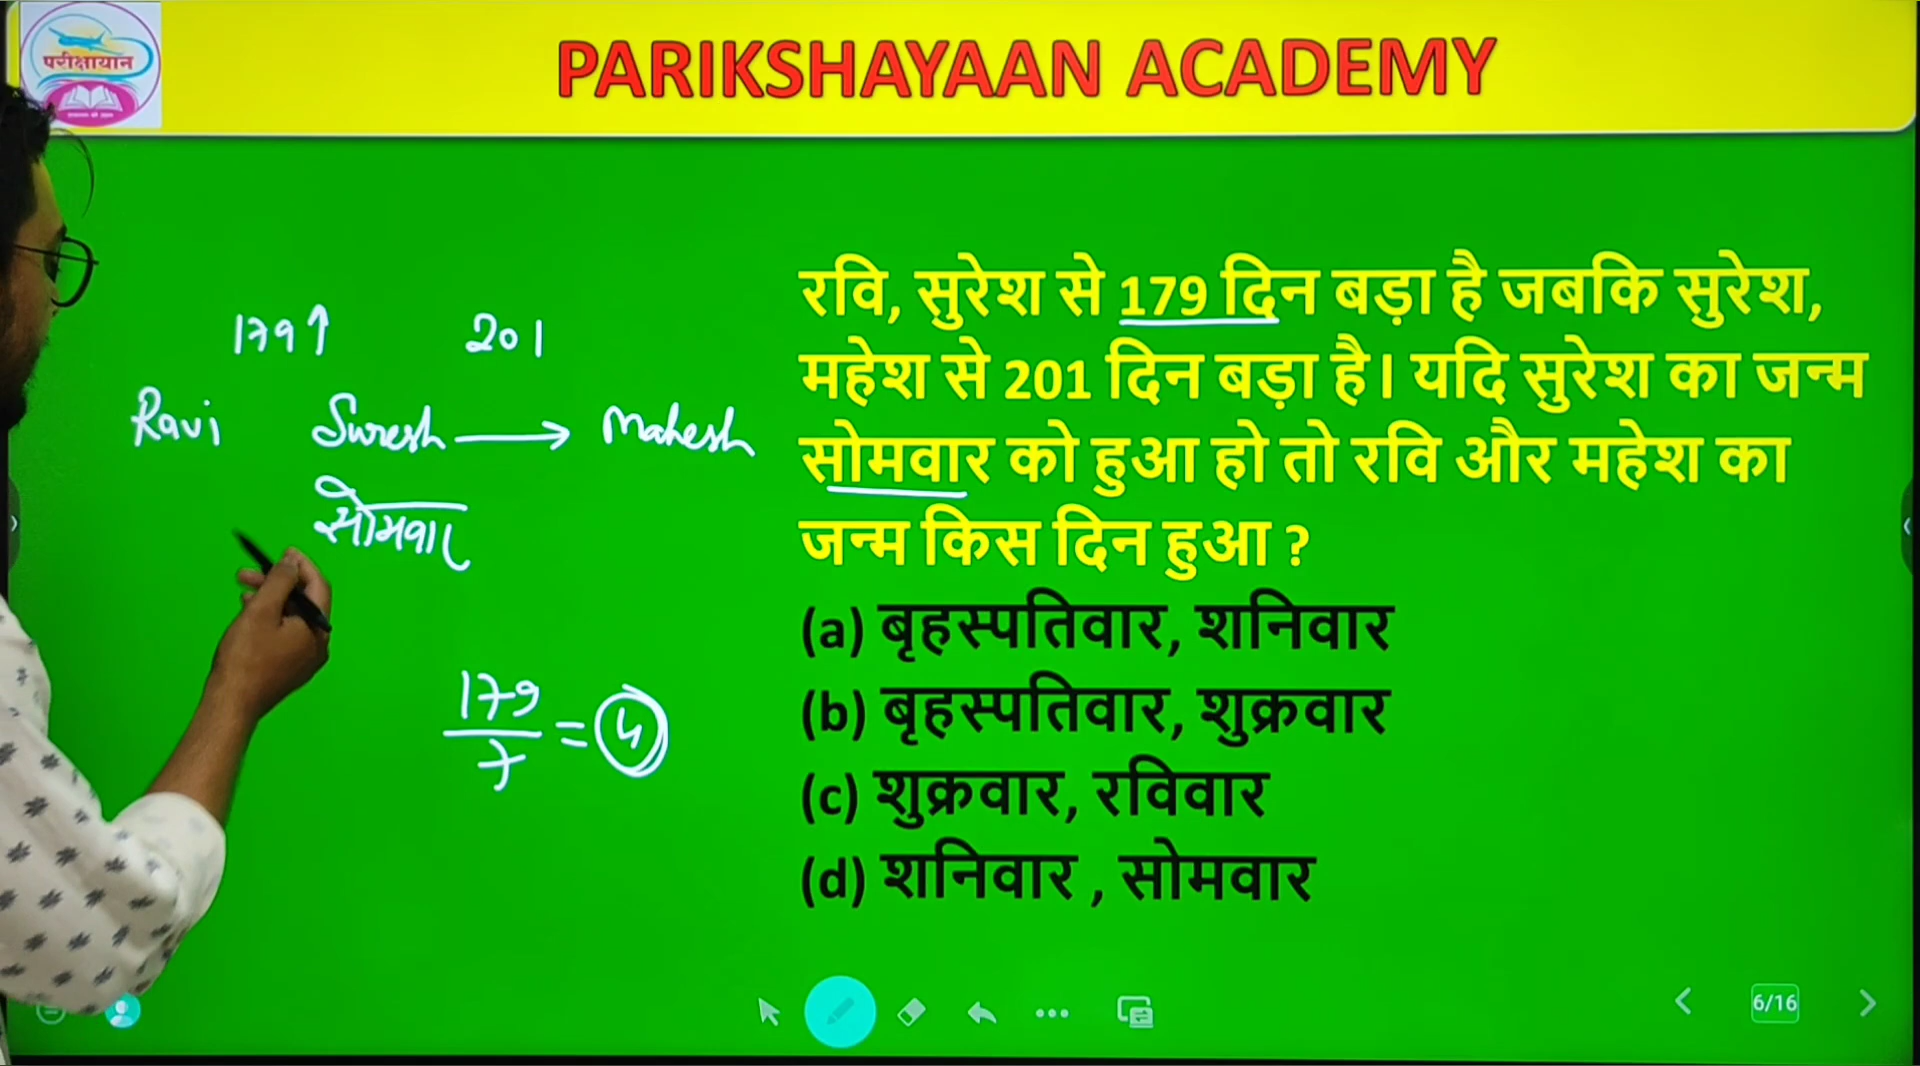 परीक्षायान
PARIKSHAYAAN ACADEMY
179↑ 201
Ravi Suresh → Mahesh
सोमवार
179/7 = 4
रवि, सुरेश से 179 दिन बड़ा है जबकि सुरेश,
महेश से 201 दिन बड़ा है। यदि सुरेश का जन्म
सोमवार को हुआ हो तो रवि और महेश का
जन्म किस दिन हुआ ?
(a) बृहस्पतिवार, शनिवार
(b) बृहस्पतिवार, शुक्रवार
(c) शुक्रवार, रविवार
(d) शनिवार , सोमवार
6/16